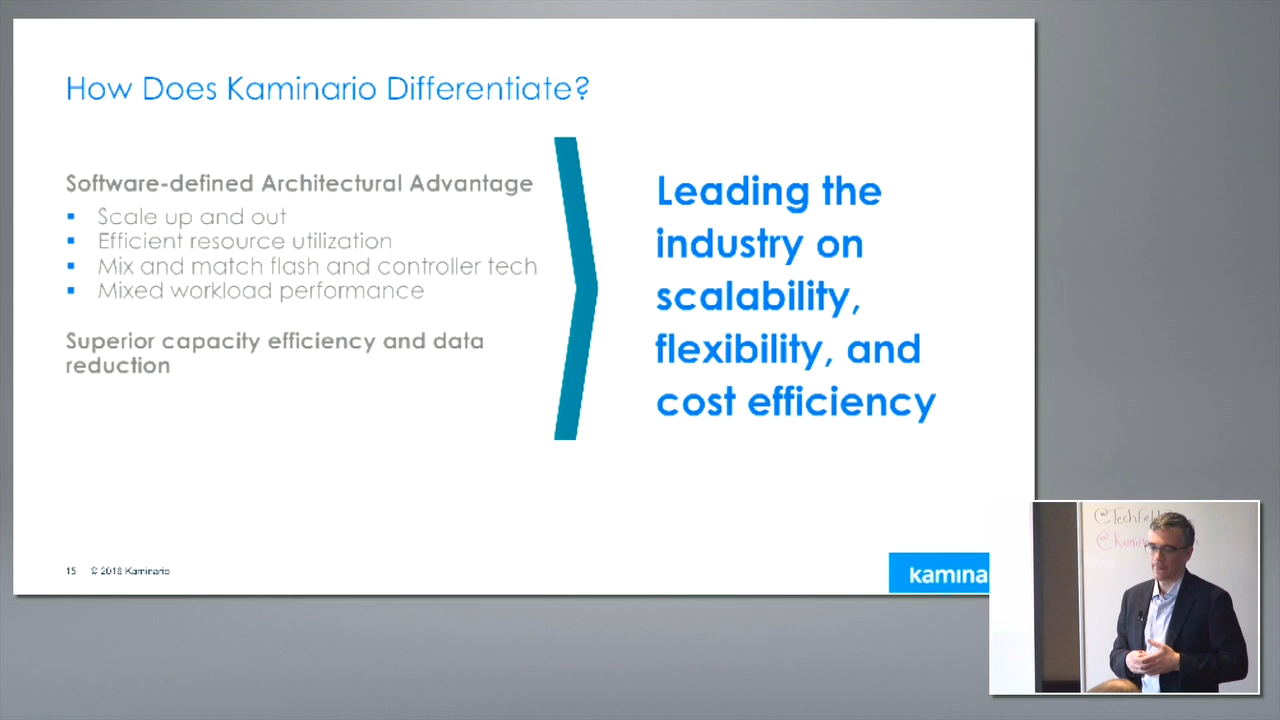 How Does Kaminario Differentiate?
Software-defined Architectural Advantage
Scale up and out
Efficient resource utilization
Mix and match flash and controller tech
Mixed workload performance
Superior capacity efficiency and data
reduction
Leading the
industry on
scalability,
flexibility, and
cost efficiency
15 © 2018 Kaminario
kamina
@TechField
@kamin